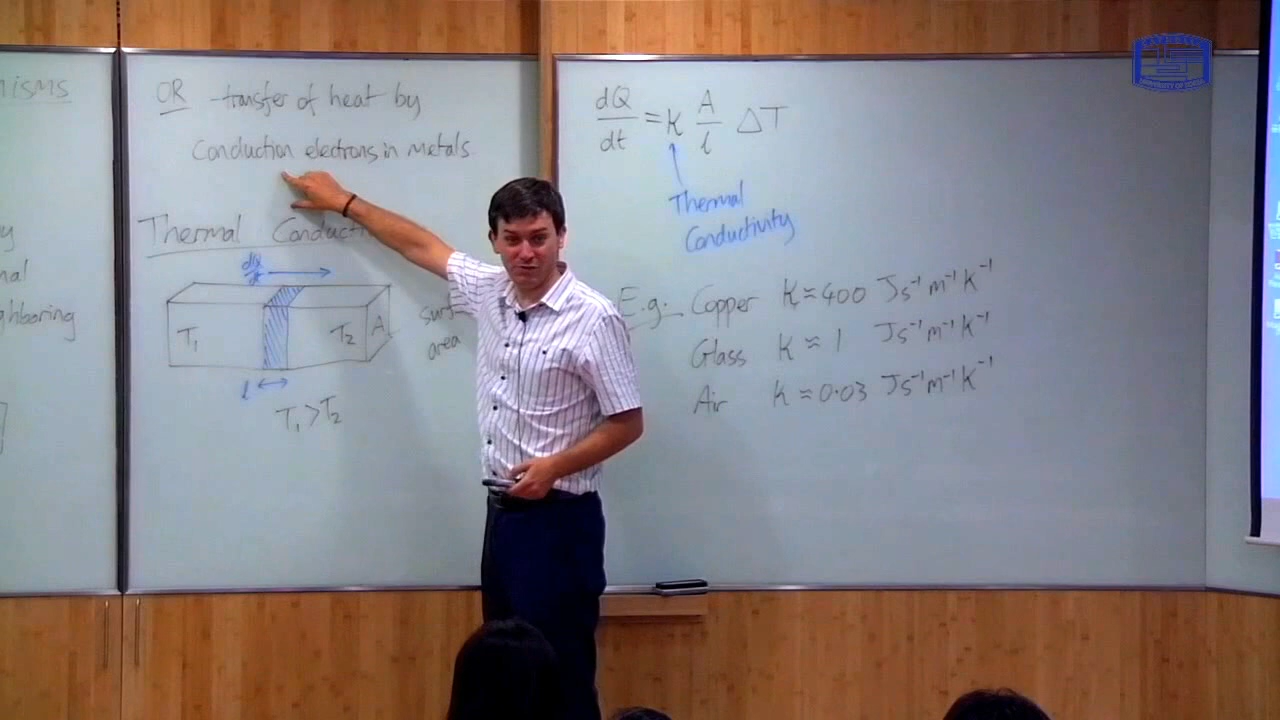 OR transfer of heat by
Conduction electrons in metals
Thermal
dQ/dt
T₁ T₂ A
area
l
T₁ > T₂
dQ/dt = k A/l ΔT
Thermal
Conductivity
E.g. Copper K ≈ 400 Js⁻¹m⁻¹K⁻¹
Glass K ≈ 1 Js⁻¹m⁻¹K⁻¹
Air K ≈ 0.03 Js⁻¹m⁻¹K⁻¹